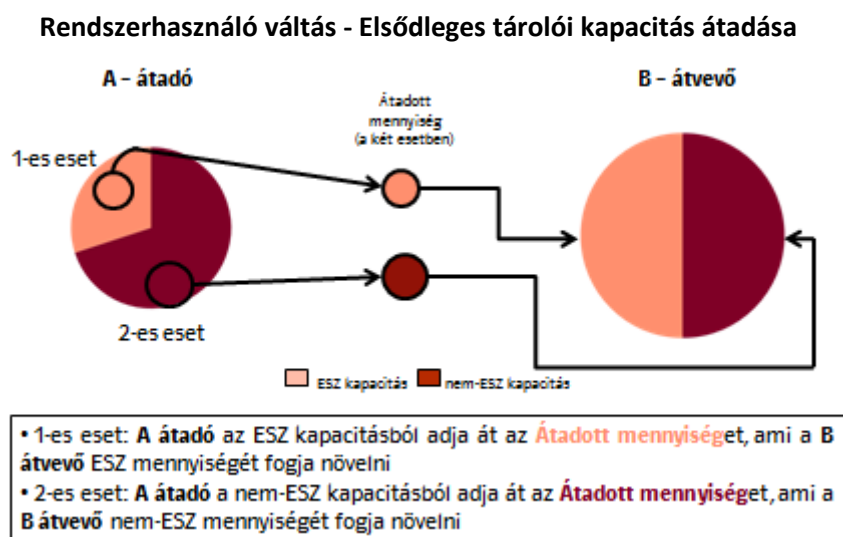 Rendszerhasználó váltás - Elsődleges tárolói kapacitás átadása
A – átadó
B – átvevő
Átadott
mennyiség
(a két esetben)
1-es eset
2-es eset
ESZ kapacitás
nem-ESZ kapacitás
• 1-es eset: A átadó az ESZ kapacitásból adja át az Átadott mennyiséget, ami a B
átvevő ESZ mennyiségét fogja növelni
• 2-es eset: A átadó a nem-ESZ kapacitásból adja át az Átadott mennyiséget, ami a
B átvevő nem-ESZ mennyiségét fogja növelni